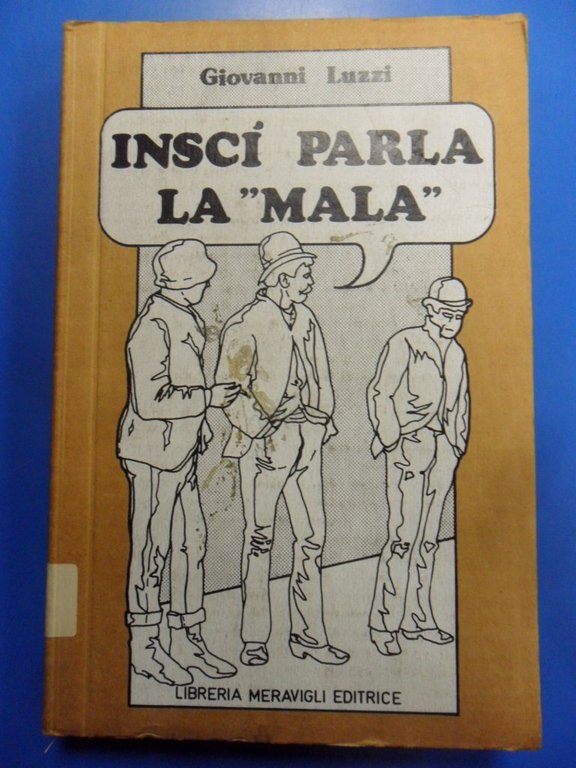 Giovanni Luzzi
INSCÍ PARLA
LA "MALA"
LIBRERIA MERAVIGLI EDITRICE